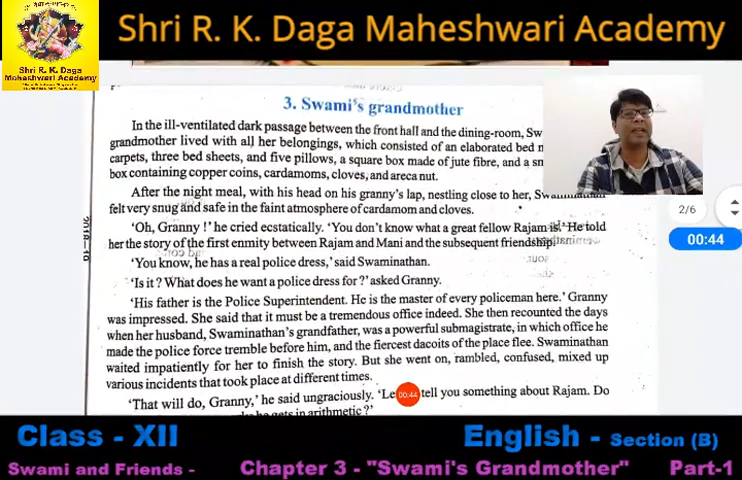 Shri R. K. Daga Maheshwari Academy
Shri R. K. Daga
Maheshwari Academy
3. Swami's grandmother
In the ill-ventilated dark passage between the front hall and the dining-room, Sw
grandmother lived with all her belongings, which consisted of an elaborated bed
carpets, three bed sheets, and five pillows, a square box made of jute fibre, and a
box containing copper coins, cardamoms, cloves, and areca nut.
After the night meal, with his head on his granny's lap, nestling close to her,
felt very snug and safe in the faint atmosphere of cardamom and cloves.
'Oh, Granny !' he cried ecstatically. 'You don't know what a great fellow Rajam is.' He told
her the story of the first enmity between Rajam and Mani and the subsequent friendship.
'You know, he has a real police dress,' said Swaminathan.
'Is it? What does he want a police dress for?' asked Granny.
'His father is the Police Superintendent. He is the master of every policeman here.' Granny
was impressed. She said that it must be a tremendous office indeed. She then recounted the days
when her husband, Swaminathan's grandfather, was a powerful submagistrate, in which office he
made the police force tremble before him, and the fiercest dacoits of the place flee. Swaminathan
waited impatiently for her to finish the story. But she went on, rambled, confused, mixed up
various incidents that took place at different times.
'That will do, Granny,' he said ungraciously. 'Le 00:44 tell you something about Rajam. Do
he gets in arithmetic ?'
2/6
00:44
2018-19
Class - XII English - Section (B)
Swami and Friends - Chapter 3 - "Swami's Grandmother" Part-1